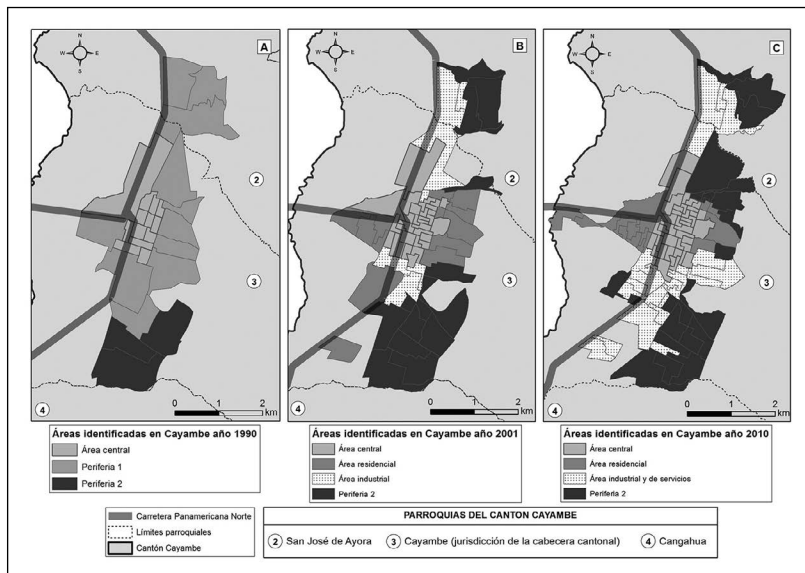 A
N
W
E
S
2
3
4
0
1
2
km
B
N
W
E
S
2
3
4
0
1
2
km
C
N
W
E
S
2
3
4
0
1
2
km
Áreas identificadas en Cayambe año 1990
Área central
Periferia 1
Periferia 2
Áreas identificadas en Cayambe año 2001
Área central
Área residencial
Área industrial
Periferia 2
Áreas identificadas en Cayambe año 2010
Área central
Área residencial
Área industrial y de servicios
Periferia 2
Carretera Panamericana Norte
Límites parroquiales
Cantón Cayambe
PARROQUIAS DEL CANTON CAYAMBE
2 San José de Ayora 3 Cayambe (jurisdicción de la cabecera cantonal) 4 Cangahua